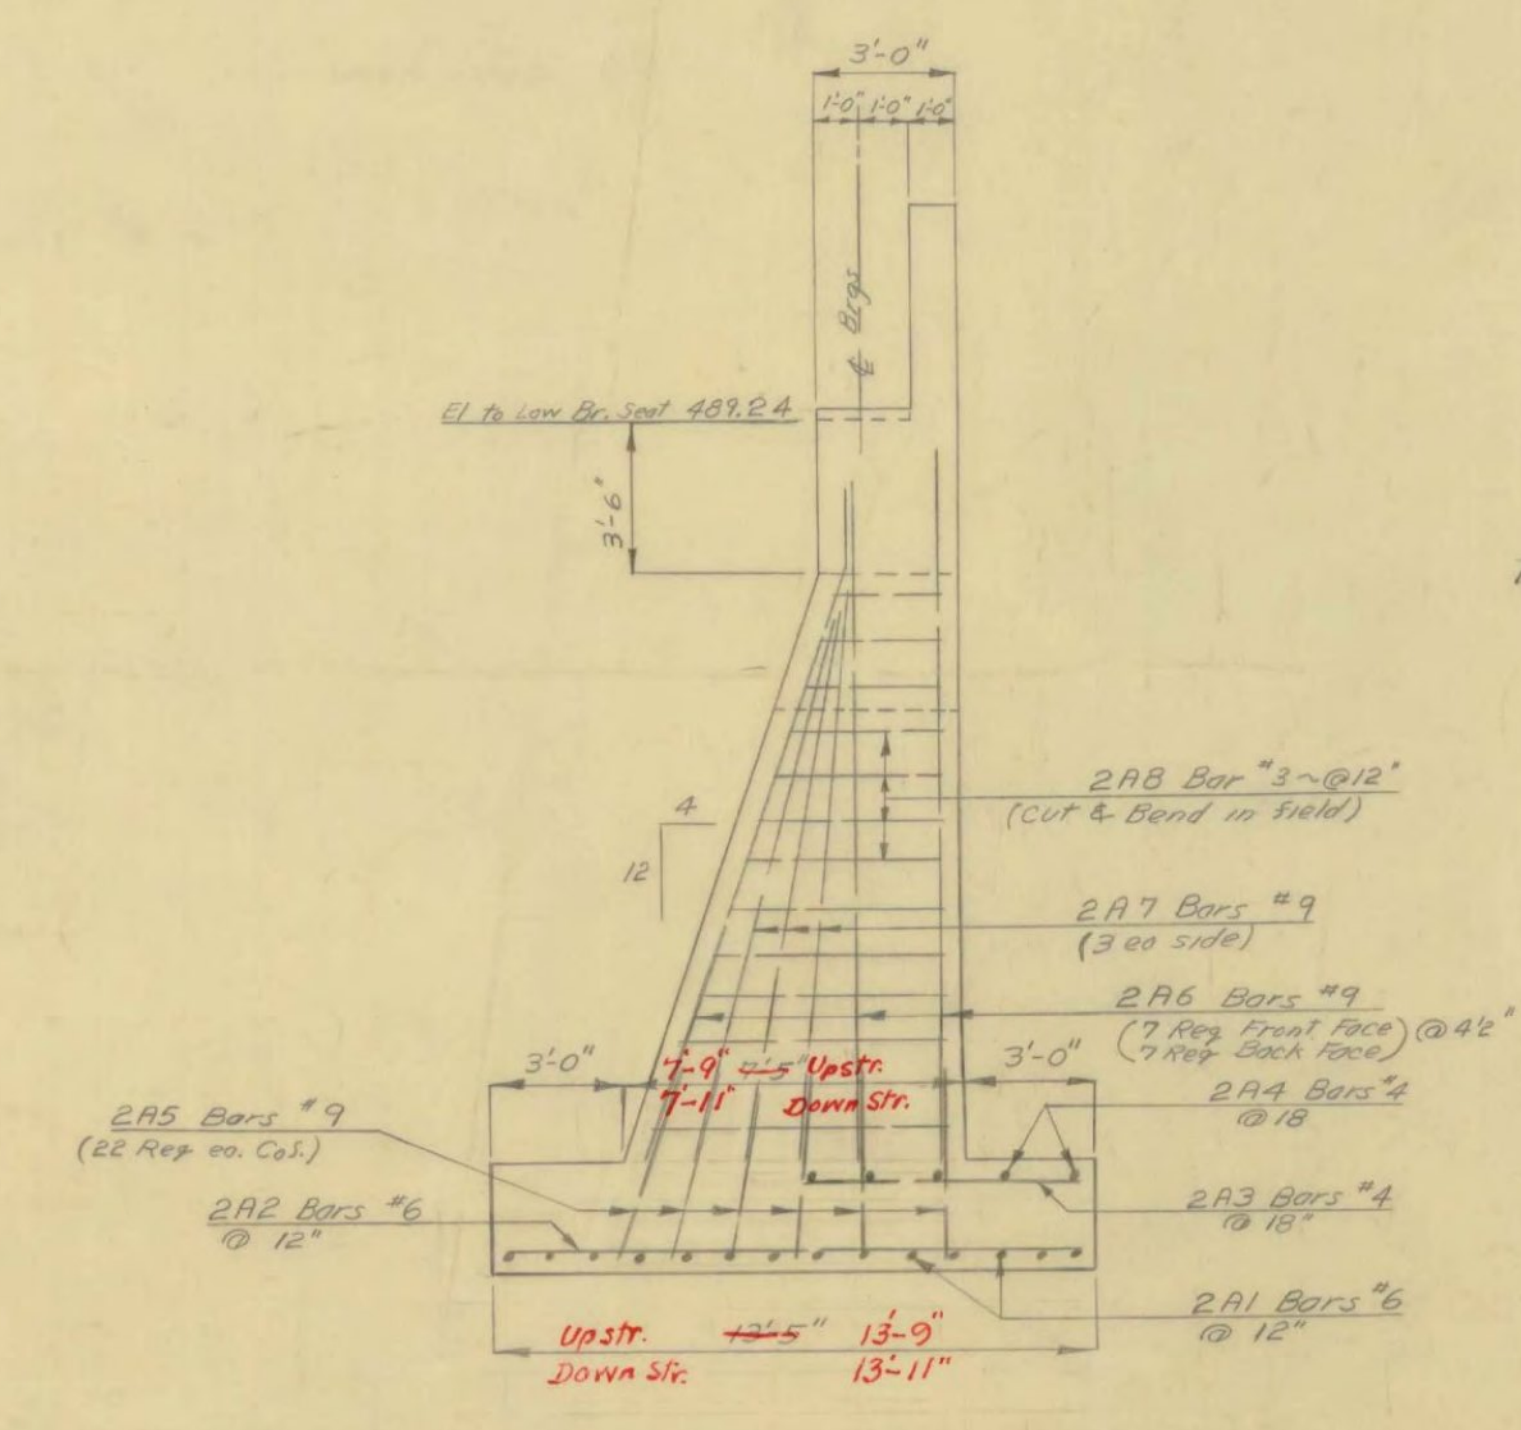 3'-0"
1'-0" 1'-0" 1'-0"
℄ Brgs
El to Low Br. Seat 489.24
3'-6"
4
12
2A8 Bar #3~@12"
(Cut & Bend in field)
2A7 Bars #9
(3 ea side)
2A6 Bars #9
(7 Req Front Face) @ 4'2"
7 Req Back Face)
3'-0"
7'-9" 7'-5" Upstr.
7'-11" Down Str.
3'-0"
2A5 Bars #9
(22 Req ea. Col.)
2A4 Bars #4
@ 18
2A2 Bars #6
@ 12"
2A3 Bars #4
@ 18"
2A1 Bars #6
@ 12"
Upstr. 13'-5" 13'-9"
Down Str. 13'-11"